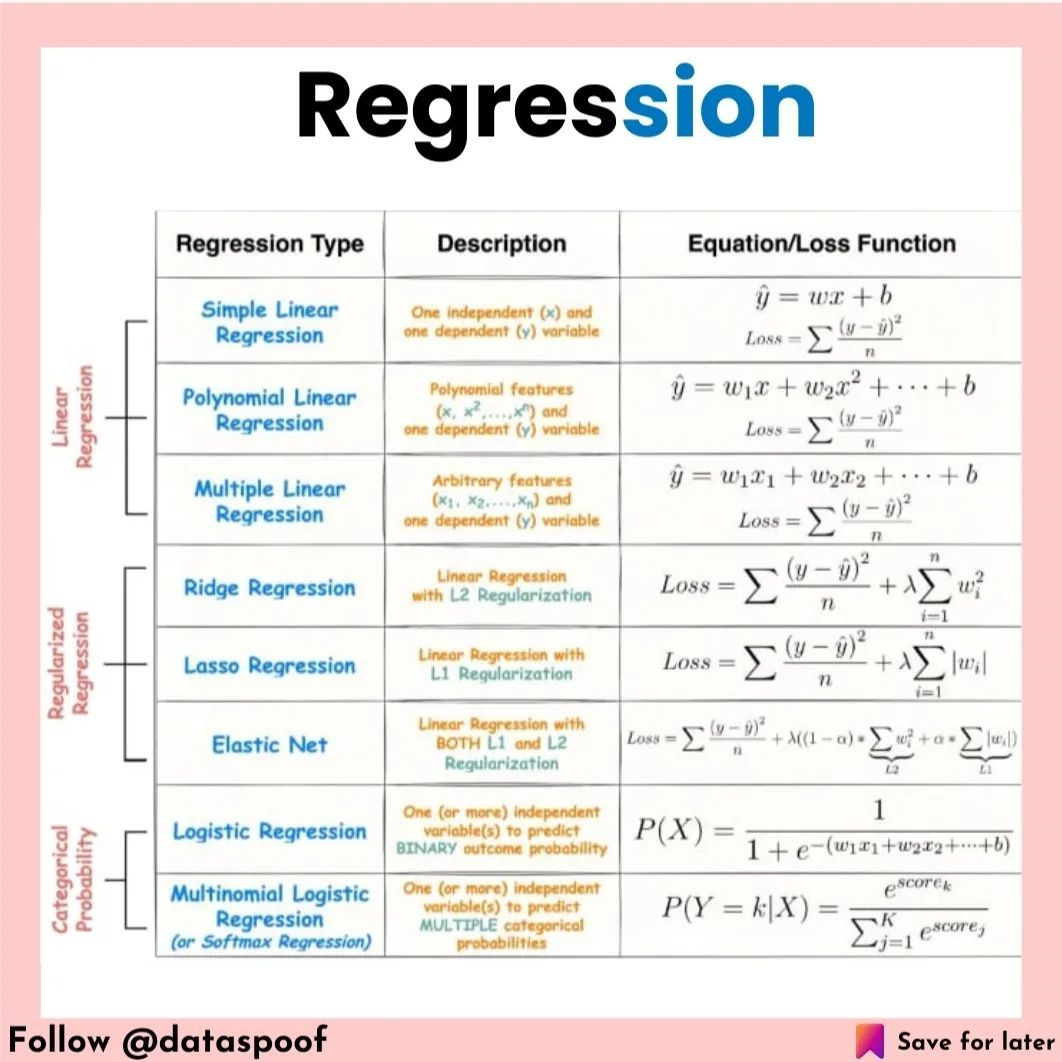 Regression
Regression Type
Description
Equation/Loss Function
Linear
Regression
Simple Linear
Regression
One independent (x) and
one dependent (y) variable
ŷ = wx + b
Loss = ∑ (y − ŷ)² / n
Polynomial Linear
Regression
Polynomial features
(x, x²,...,xⁿ) and
one dependent (y) variable
ŷ = w₁x + w₂x² + ··· + b
Loss = ∑ (y − ŷ)² / n
Multiple Linear
Regression
Arbitrary features
(x₁, x₂,...,xₙ) and
one dependent (y) variable
ŷ = w₁x₁ + w₂x₂ + ··· + b
Loss = ∑ (y − ŷ)² / n
Regularized
Regression
Ridge Regression
Linear Regression
with L2 Regularization
Loss = ∑ (y − ŷ)² / n + λ ∑ⁿᵢ₌₁ wᵢ²
Lasso Regression
Linear Regression with
L1 Regularization
Loss = ∑ (y − ŷ)² / n + λ ∑ⁿᵢ₌₁ |wᵢ|
Elastic Net
Linear Regression with
BOTH L1 and L2
Regularization
Loss = ∑ (y − ŷ)² / n + λ((1 − α) * ∑ wᵢ² + α * ∑ |wᵢ|)
L2 L1
Categorical
Probability
Logistic Regression
One (or more) independent
variable(s) to predict
BINARY outcome probability
P(X) = 1 / 1 + e^−(w₁x₁+w₂x₂+···+b)
Multinomial Logistic
Regression
(or Softmax Regression)
One (or more) independent
variable(s) to predict
MULTIPLE categorical
probabilities
P(Y = k|X) = e^scoreₖ / ∑ᴷⱼ₌₁ e^scoreⱼ
Follow @dataspoof
Save for later